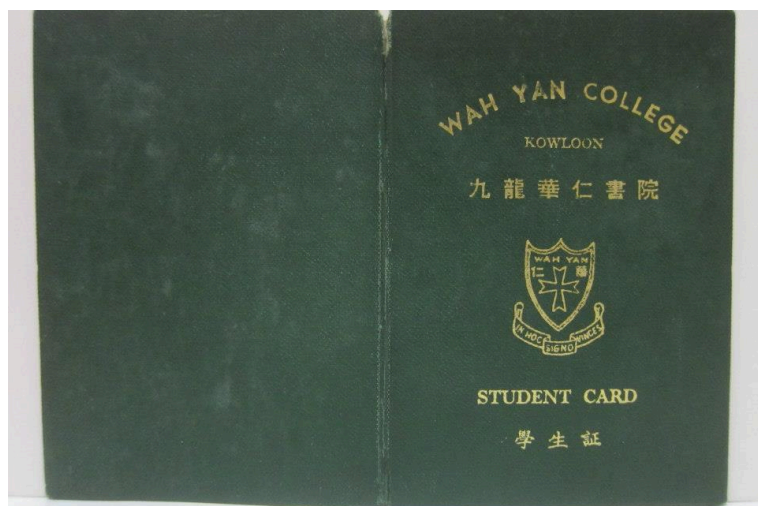 WAH YAN COLLEGE
KOWLOON
九龍華仁書院
WAH YAN
仁 華
IN HOC SIGNO VINCES
STUDENT CARD
學生証